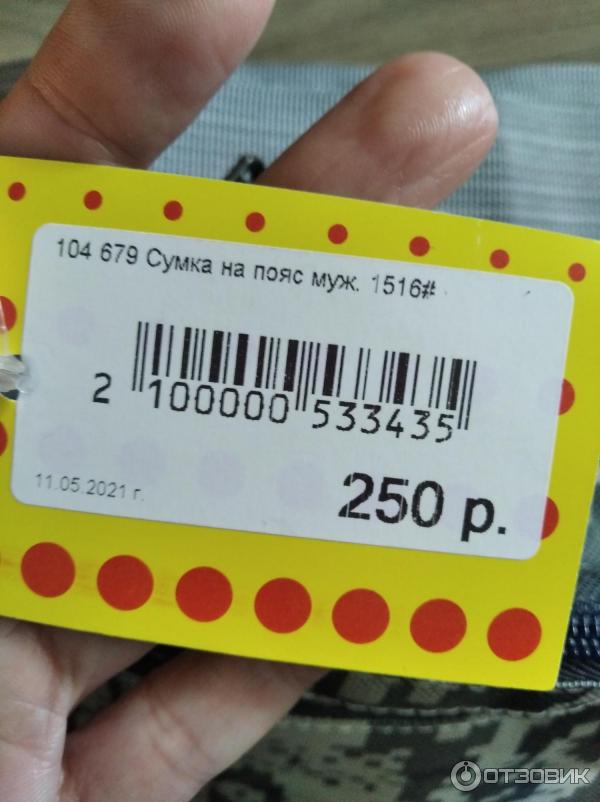 104 679 Сумка на пояс муж. 1516#
2 100000 533435
11.05.2021 г.
250 р.
ОТЗОВИК